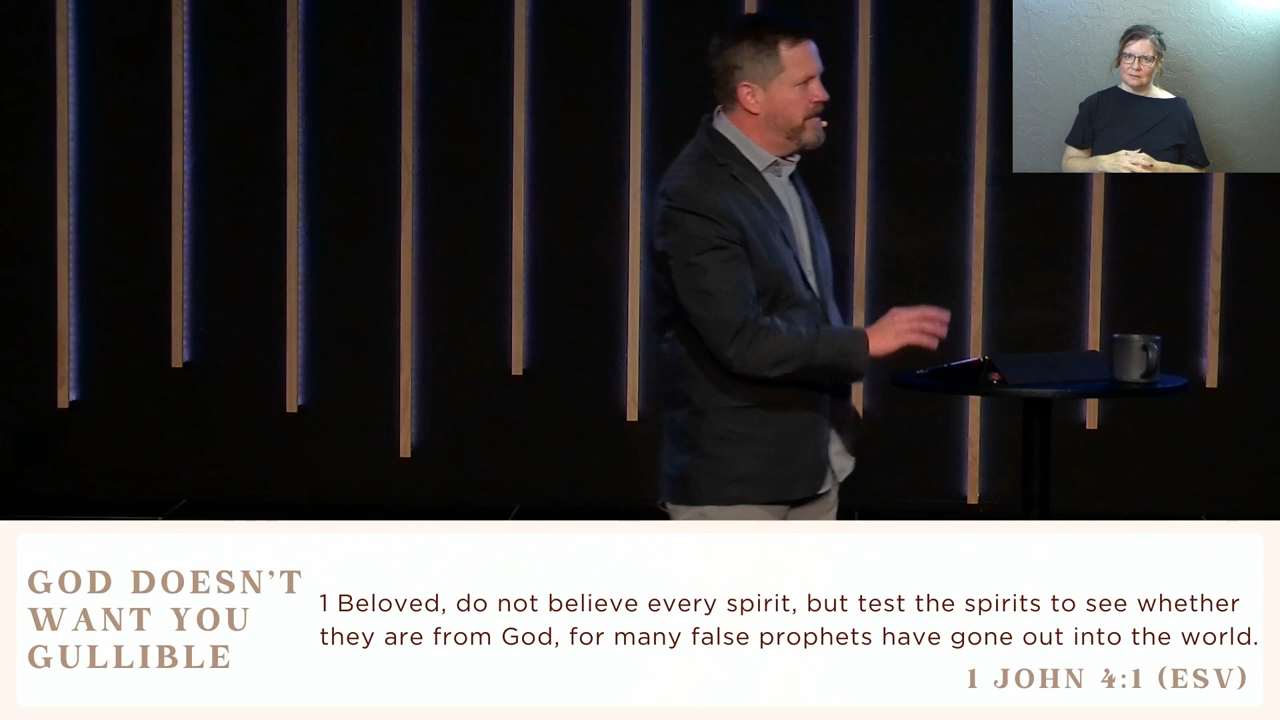 GOD DOESN'T
WANT YOU
GULLIBLE
1 Beloved, do not believe every spirit, but test the spirits to see whether
they are from God, for many false prophets have gone out into the world.
1 JOHN 4:1 (ESV)